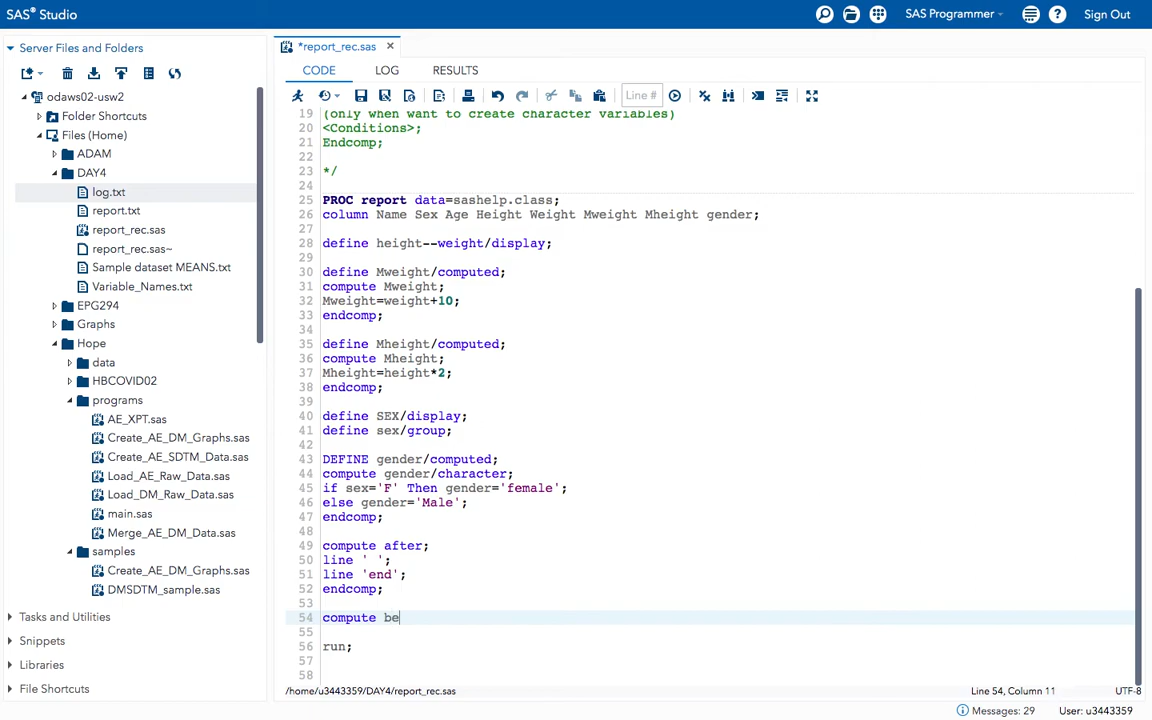 SAS® Studio
SAS Programmer
Sign Out
Server Files and Folders
odaws02-usw2
Folder Shortcuts
Files (Home)
ADAM
DAY4
log.txt
report.txt
report_rec.sas
report_rec.sas~
Sample dataset MEANS.txt
Variable_Names.txt
EPG294
Graphs
Hope
data
HBCOVID02
programs
AE_XPT.sas
Create_AE_DM_Graphs.sas
Create_AE_SDTM_Data.sas
Load_AE_Raw_Data.sas
Load_DM_Raw_Data.sas
main.sas
Merge_AE_DM_Data.sas
samples
Create_AE_DM_Graphs.sas
DMSDTM_sample.sas
Tasks and Utilities
Snippets
Libraries
File Shortcuts
*report_rec.sas ×
CODE LOG RESULTS
Line #
19 (only when want to create character variables)
20 <Conditions>;
21 Endcomp;
22
23 */
24
25 PROC report data=sashelp.class;
26 column Name Sex Age Height Weight Mweight Mheight gender;
27
28 define height--weight/display;
29
30 define Mweight/computed;
31 compute Mweight;
32 Mweight=weight+10;
33 endcomp;
34
35 define Mheight/computed;
36 compute Mheight;
37 Mheight=height*2;
38 endcomp;
39
40 define SEX/display;
41 define sex/group;
42
43 DEFINE gender/computed;
44 compute gender/character;
45 if sex='F' Then gender='female';
46 else gender='Male';
47 endcomp;
48
49 compute after;
50 line ' ';
51 line 'end';
52 endcomp;
53
54 compute be
55
56 run;
57
58
/home/u3443359/DAY4/report_rec.sas
Line 54, Column 11
UTF-8
Messages: 29
User: u3443359